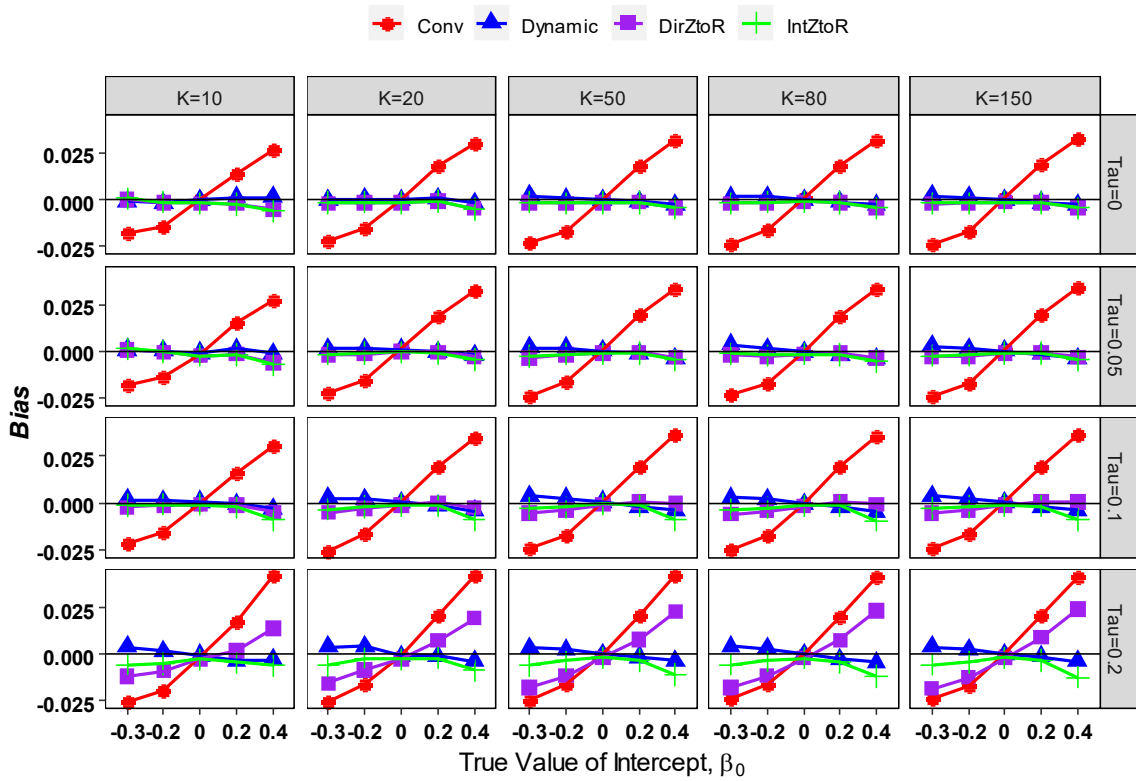 Conv Dynamic DirZtoR IntZtoR
K=10 K=20 K=50 K=80 K=150
0.025
0.000
-0.025
Tau=0
0.025
0.000
-0.025
Tau=0.05
0.025
0.000
-0.025
Tau=0.1
0.025
0.000
-0.025
Tau=0.2
Bias
-0.3 -0.2 0 0.2 0.4 -0.3 -0.2 0 0.2 0.4 -0.3 -0.2 0 0.2 0.4 -0.3 -0.2 0 0.2 0.4 -0.3 -0.2 0 0.2 0.4
True Value of Intercept, β₀